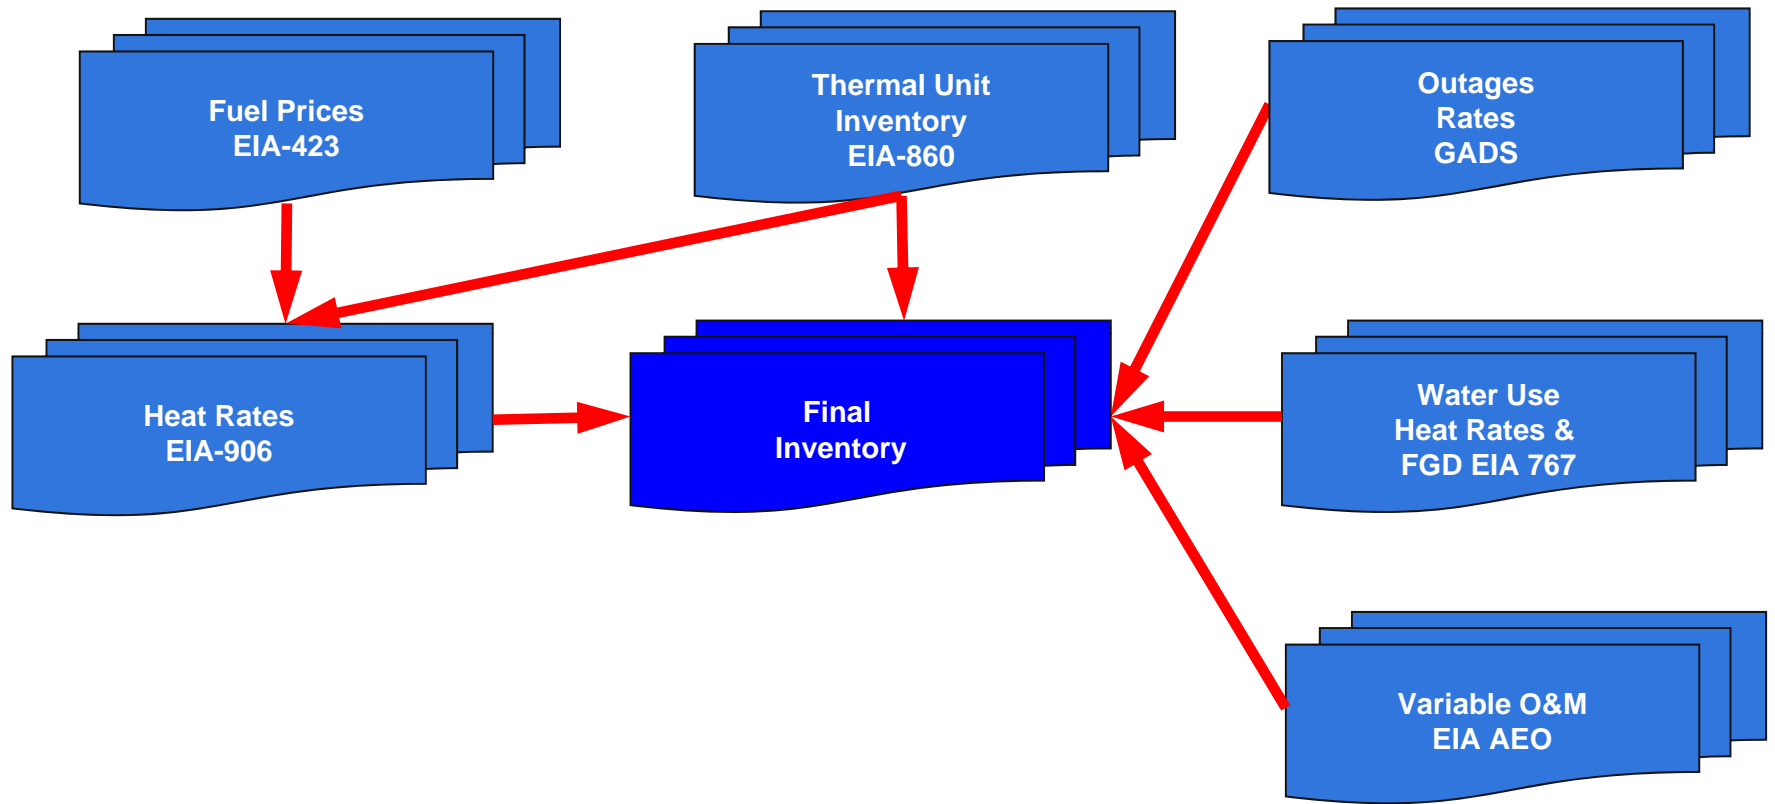 Fuel Prices
EIA-423
Thermal Unit
Inventory
EIA-860
Outages
Rates
GADS
Heat Rates
EIA-906
Final
Inventory
Water Use
Heat Rates &
FGD EIA 767
Variable O&M
EIA AEO